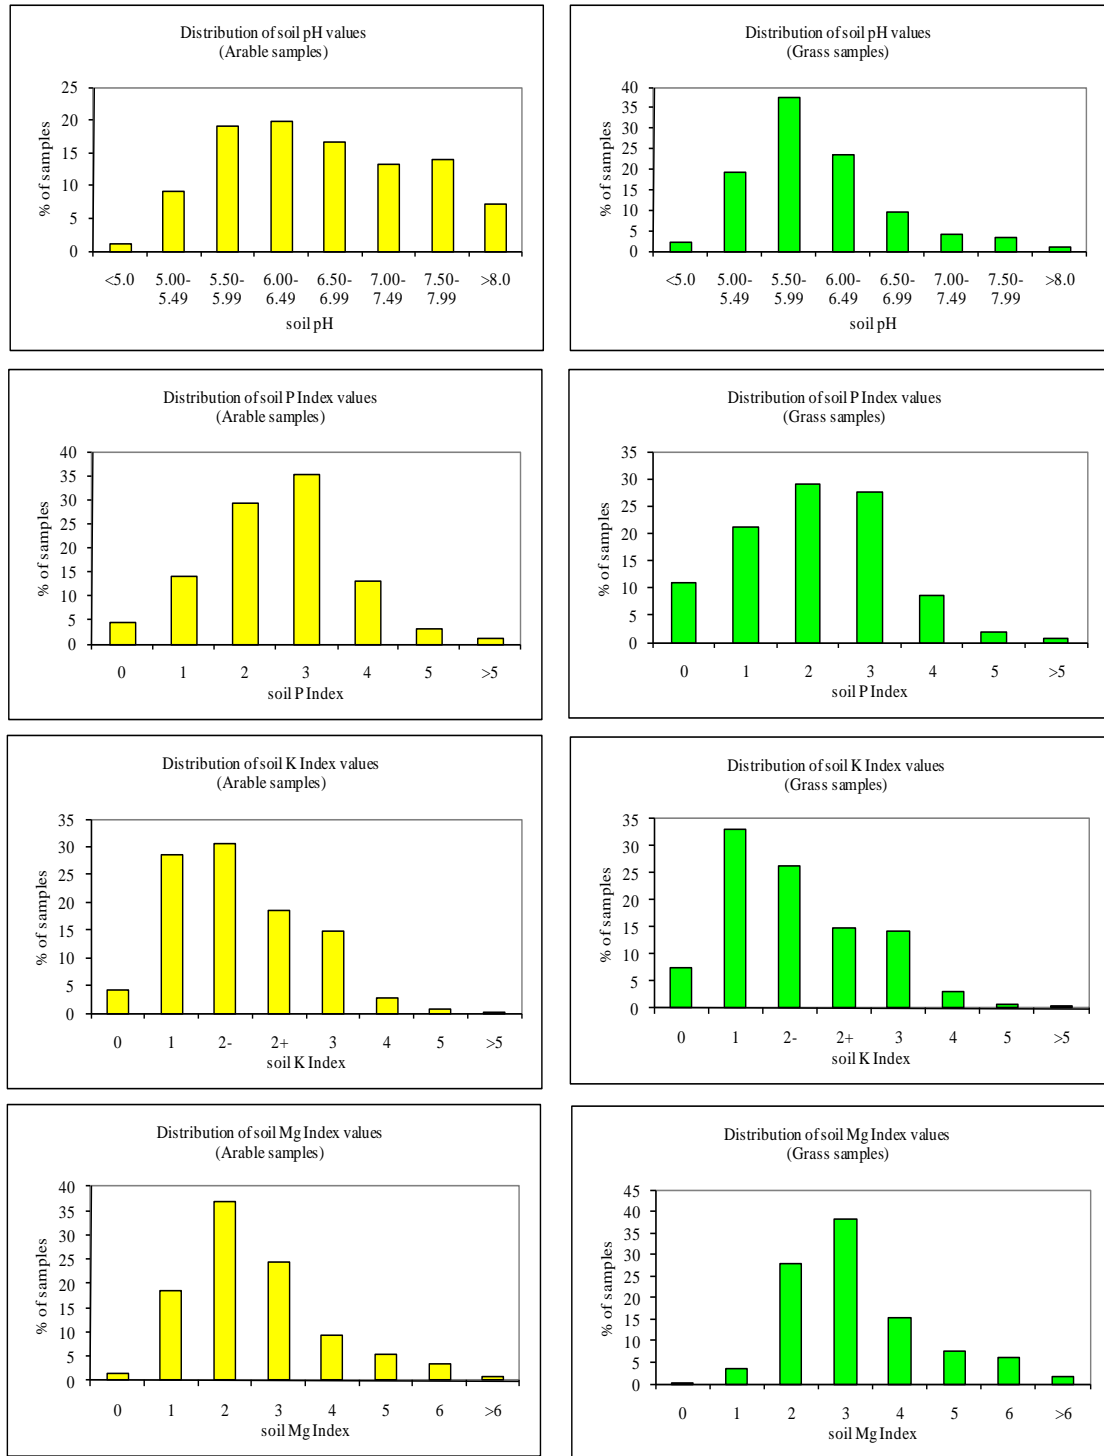 Distribution of soil pH values
(Arable samples)
25
20
15
10
5
0
% of samples
<5.0 5.00- 5.50- 6.00- 6.50- 7.00- 7.50- >8.0
5.49 5.99 6.49 6.99 7.49 7.99
soil pH
Distribution of soil pH values
(Grass samples)
40
35
30
25
20
15
10
5
0
% of samples
<5.0 5.00- 5.50- 6.00- 6.50- 7.00- 7.50- >8.0
5.49 5.99 6.49 6.99 7.49 7.99
soil pH
Distribution of soil P Index values
(Arable samples)
40
35
30
25
20
15
10
5
0
% of samples
0 1 2 3 4 5 >5
soil P Index
Distribution of soil P Index values
(Grass samples)
35
30
25
20
15
10
5
0
% of samples
0 1 2 3 4 5 >5
soil P Index
Distribution of soil K Index values
(Arable samples)
35
30
25
20
15
10
5
0
% of samples
0 1 2- 2+ 3 4 5 >5
soil K Index
Distribution of soil K Index values
(Grass samples)
35
30
25
20
15
10
5
0
% of samples
0 1 2- 2+ 3 4 5 >5
soil K Index
Distribution of soil Mg Index values
(Arable samples)
40
35
30
25
20
15
10
5
0
% of samples
0 1 2 3 4 5 6 >6
soil Mg Index
Distribution of soil Mg Index values
(Grass samples)
45
40
35
30
25
20
15
10
5
0
% of samples
0 1 2 3 4 5 6 >6
soil Mg Index